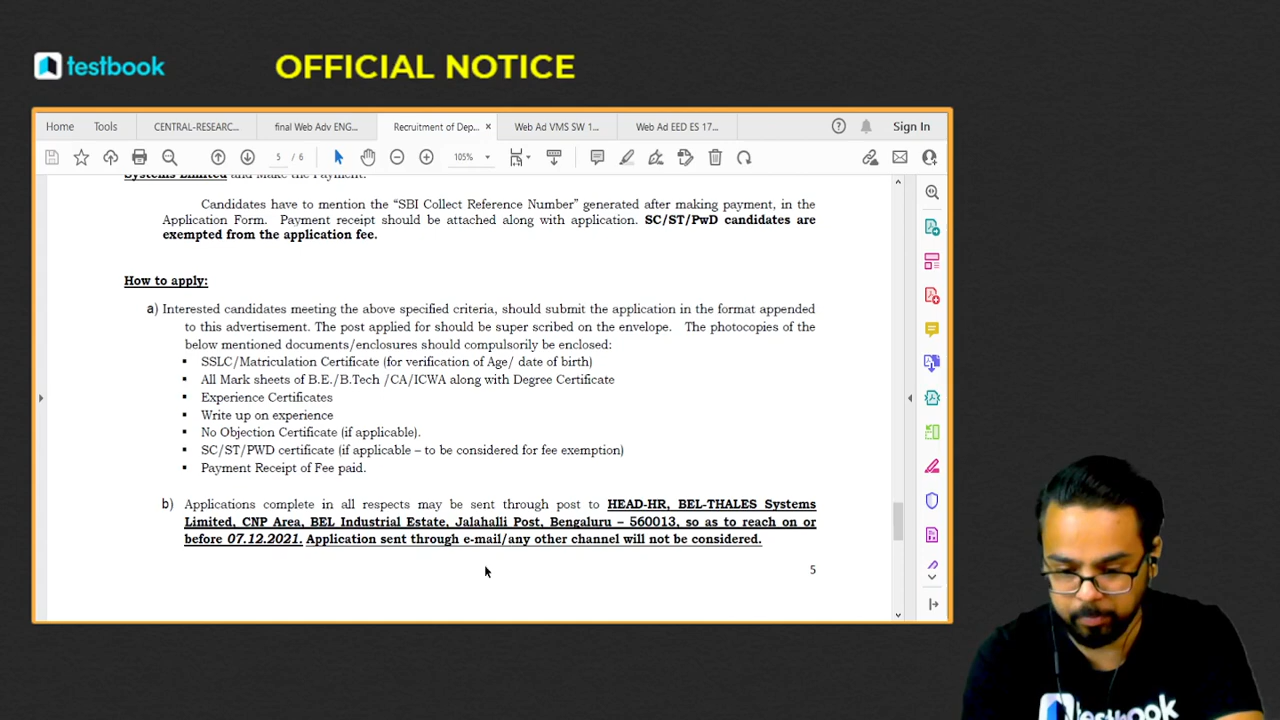 testbook
OFFICIAL NOTICE
Home Tools CENTRAL-RESEARC... final Web Adv ENG... Recruitment of Dep... × Web Ad VMS SW 1... Web Ad EED ES 17... Sign In
5 / 6 105%
Systems Limited and Make the Payment.
Candidates have to mention the “SBI Collect Reference Number” generated after making payment, in the
Application Form. Payment receipt should be attached along with application. SC/ST/PwD candidates are
exempted from the application fee.
How to apply:
a) Interested candidates meeting the above specified criteria, should submit the application in the format appended
to this advertisement. The post applied for should be super scribed on the envelope. The photocopies of the
below mentioned documents/enclosures should compulsorily be enclosed:
▪ SSLC/Matriculation Certificate (for verification of Age/ date of birth)
▪ All Mark sheets of B.E./B.Tech /CA/ICWA along with Degree Certificate
▪ Experience Certificates
▪ Write up on experience
▪ No Objection Certificate (if applicable).
▪ SC/ST/PWD certificate (if applicable – to be considered for fee exemption)
▪ Payment Receipt of Fee paid.
b) Applications complete in all respects may be sent through post to HEAD-HR, BEL-THALES Systems
Limited, CNP Area, BEL Industrial Estate, Jalahalli Post, Bengaluru – 560013, so as to reach on or
before 07.12.2021. Application sent through e-mail/any other channel will not be considered.
5
testbook